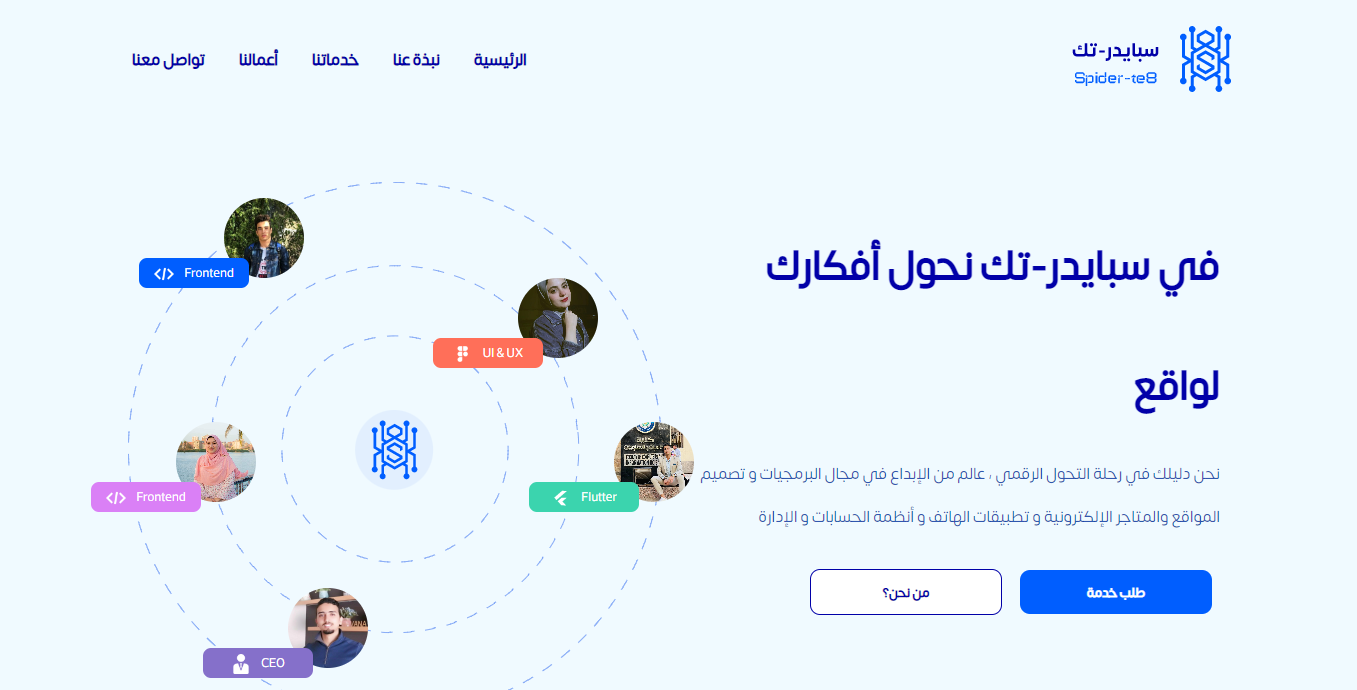 سبايدر-تك
Spider-te8
الرئيسية
نبذة عنا
خدماتنا
أعمالنا
تواصل معنا
في سبايدر-تك نحول أفكارك
لواقع
نحن دليلك في رحلة التحول الرقمي ، عالم من الإبداع في مجال البرمجيات و تصميم
المواقع والمتاجر الإلكترونية و تطبيقات الهاتف و أنظمة الحسابات و الإدارة
طلب خدمة
من نحن؟
Frontend
UI & UX
Frontend
Flutter
CEO